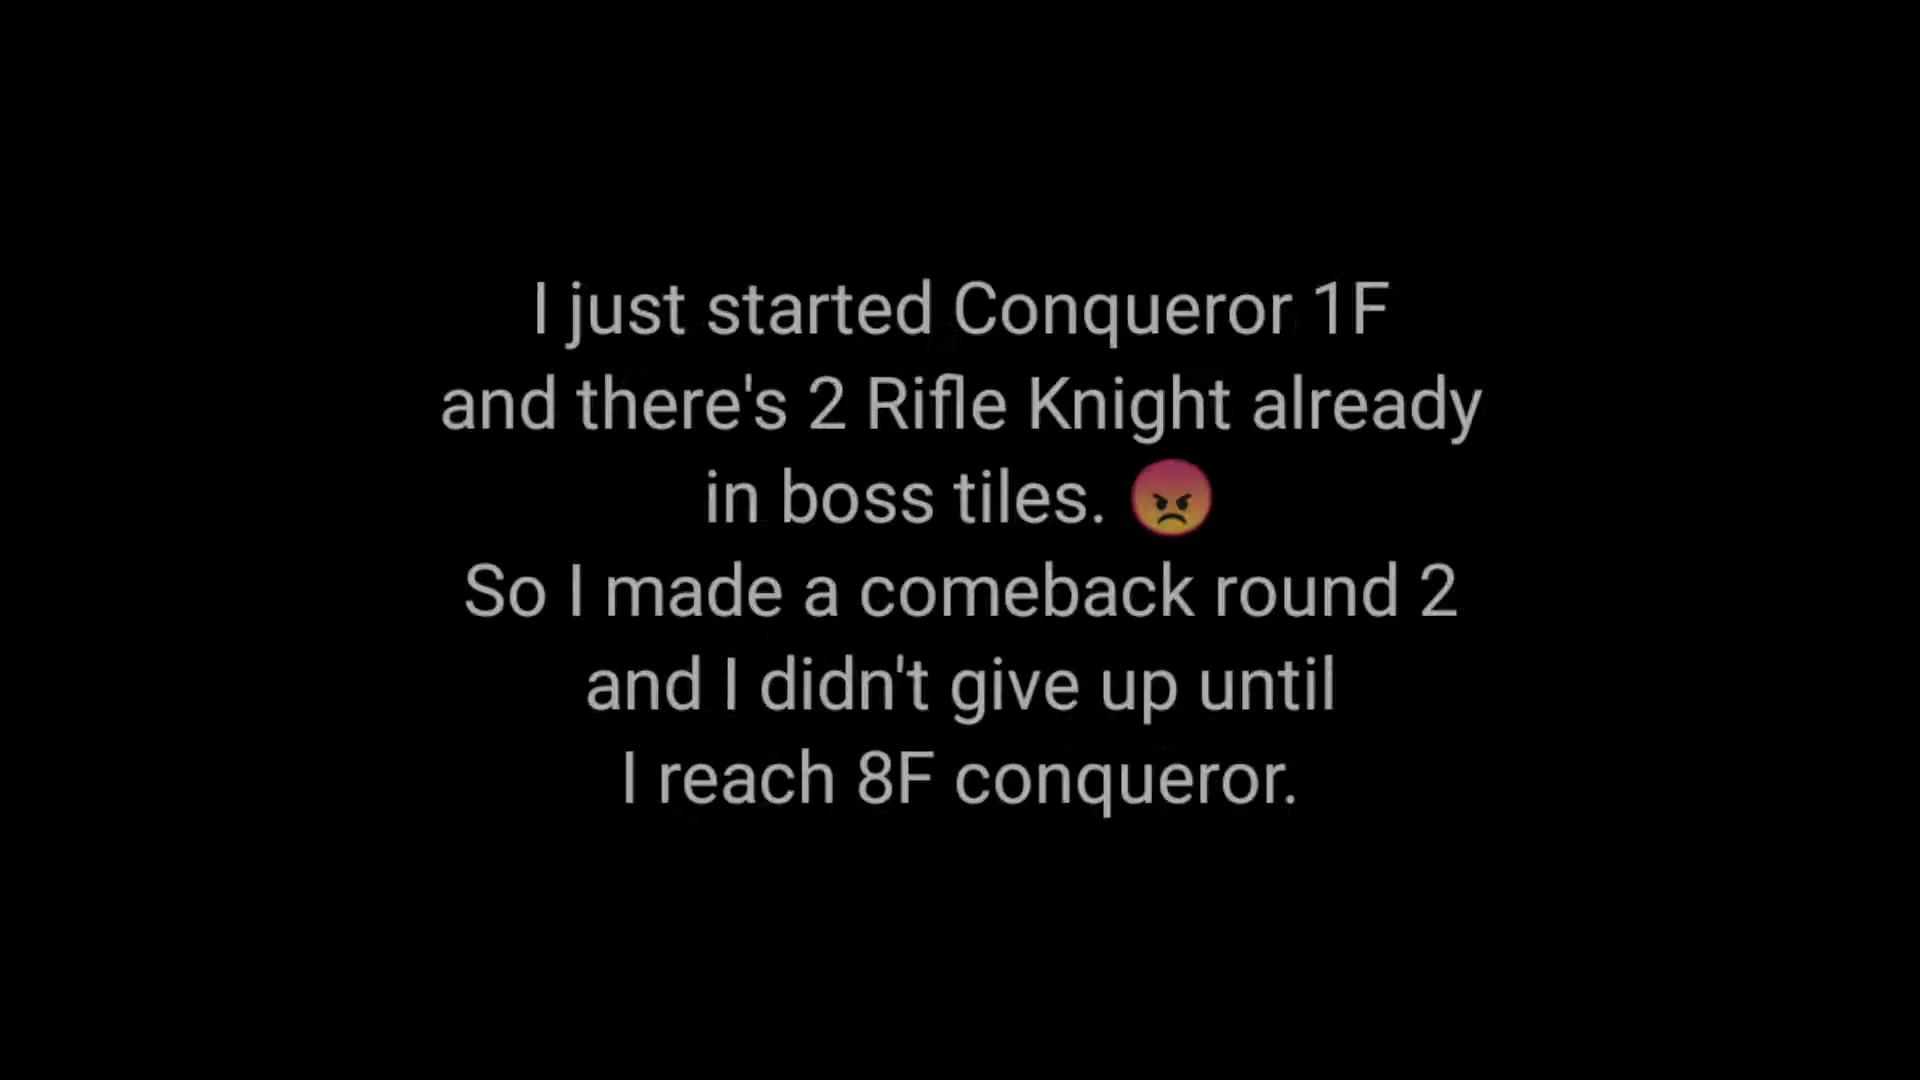 I just started Conqueror 1F
and there's 2 Rifle Knight already
in boss tiles. 😡
So I made a comeback round 2
and I didn't give up until
I reach 8F conqueror.